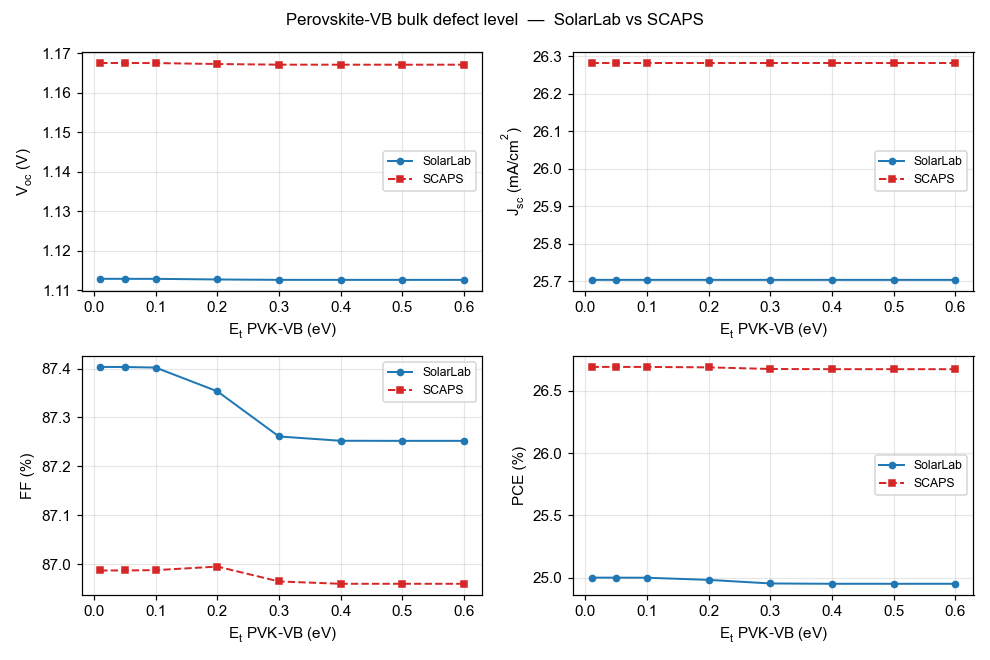 Perovskite-VB bulk defect level — SolarLab vs SCAPS
1.17
1.16
1.15
1.14
1.13
1.12
1.11
V_oc (V)
SolarLab
SCAPS
0.0 0.1 0.2 0.3 0.4 0.5 0.6
E_t PVK-VB (eV)
26.3
26.2
26.1
26.0
25.9
25.8
25.7
J_sc (mA/cm²)
SolarLab
SCAPS
0.0 0.1 0.2 0.3 0.4 0.5 0.6
E_t PVK-VB (eV)
87.4
87.3
87.2
87.1
87.0
FF (%)
SolarLab
SCAPS
0.0 0.1 0.2 0.3 0.4 0.5 0.6
E_t PVK-VB (eV)
26.5
26.0
25.5
25.0
PCE (%)
SolarLab
SCAPS
0.0 0.1 0.2 0.3 0.4 0.5 0.6
E_t PVK-VB (eV)